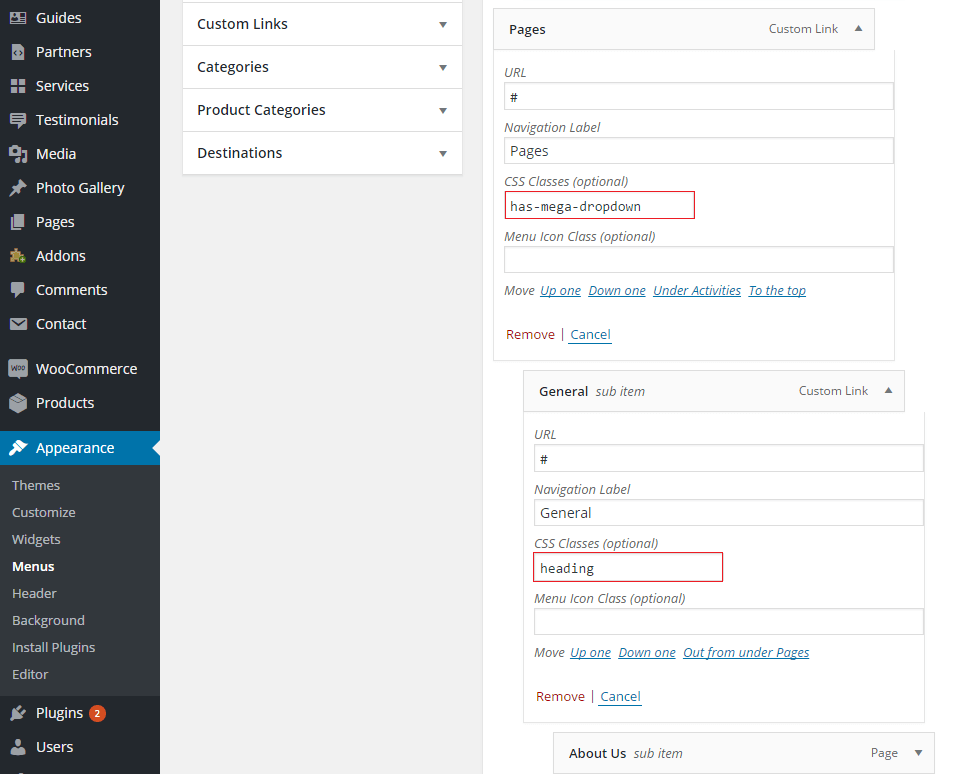 Guides
Partners
Services
Testimonials
Media
Photo Gallery
Pages
Addons
Comments
Contact
WOO WooCommerce
Products
Appearance
Themes
Customize
Widgets
Menus
Header
Background
Install Plugins
Editor
Plugins 2
Users
Custom Links
Categories
Product Categories
Destinations
Pages Custom Link
URL
#
Navigation Label
Pages
CSS Classes (optional)
has-mega-dropdown
Menu Icon Class (optional)
Move Up one Down one Under Activities To the top
Remove | Cancel
General sub item Custom Link
URL
#
Navigation Label
General
CSS Classes (optional)
heading
Menu Icon Class (optional)
Move Up one Down one Out from under Pages
Remove | Cancel
About Us sub item Page